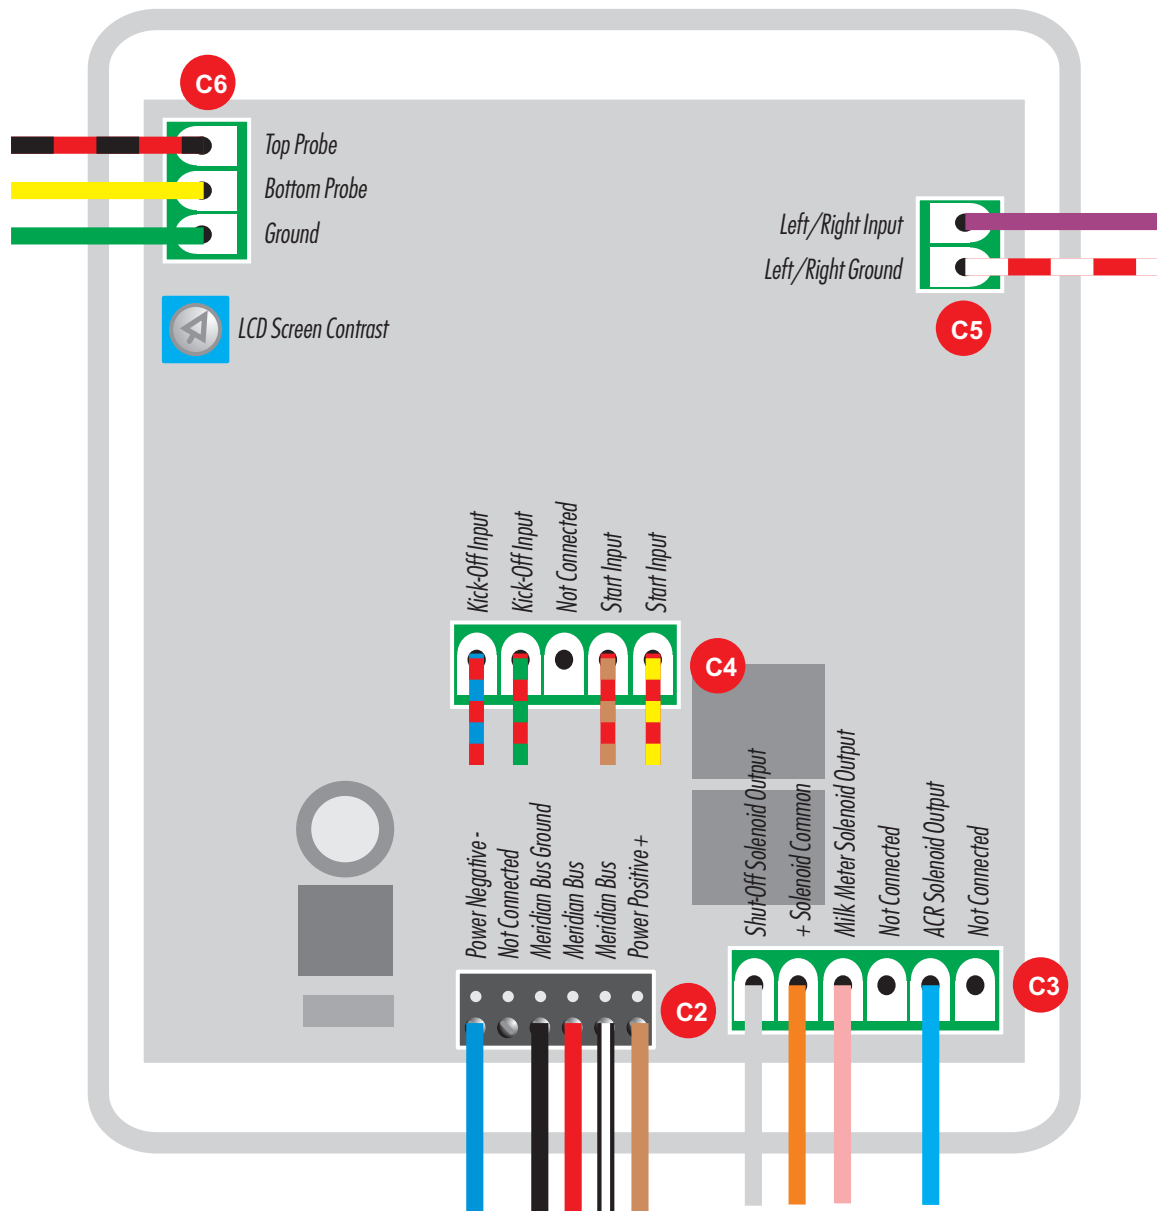 C6
Top Probe
Bottom Probe
Ground
LCD Screen Contrast
Left/Right Input
Left/Right Ground
C5
Kick-Off Input
Kick-Off Input
Not Connected
Start Input
Start Input
C4
Power Negative -
Not Connected
Meridian Bus Ground
Meridian Bus
Meridian Bus
Power Positive +
C2
Shut-Off Solenoid Output
+ Solenoid Common
Milk Meter Solenoid Output
Not Connected
ACR Solenoid Output
Not Connected
C3